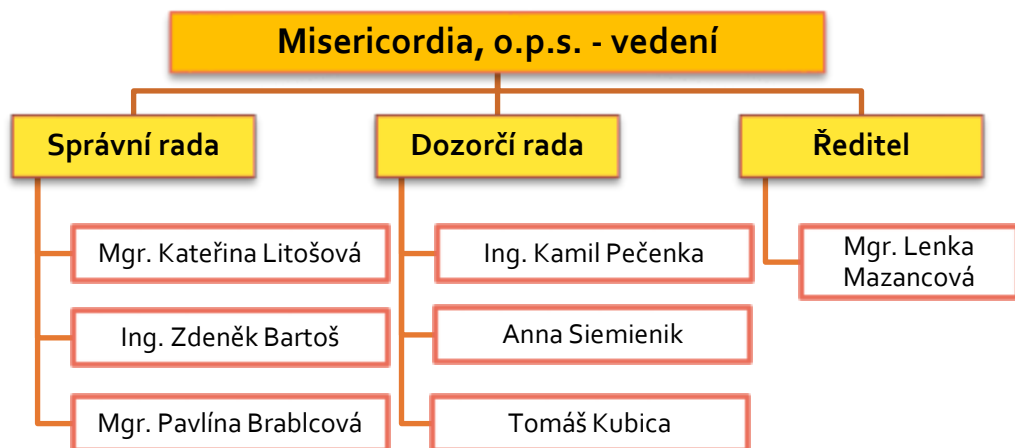 Misericordia, o.p.s. - vedení
Správní rada
Mgr. Kateřina Litošová
Ing. Zdeněk Bartoš
Mgr. Pavlína Brablcová
Dozorčí rada
Ing. Kamil Pečenka
Anna Siemienik
Tomáš Kubica
Ředitel
Mgr. Lenka
Mazancová